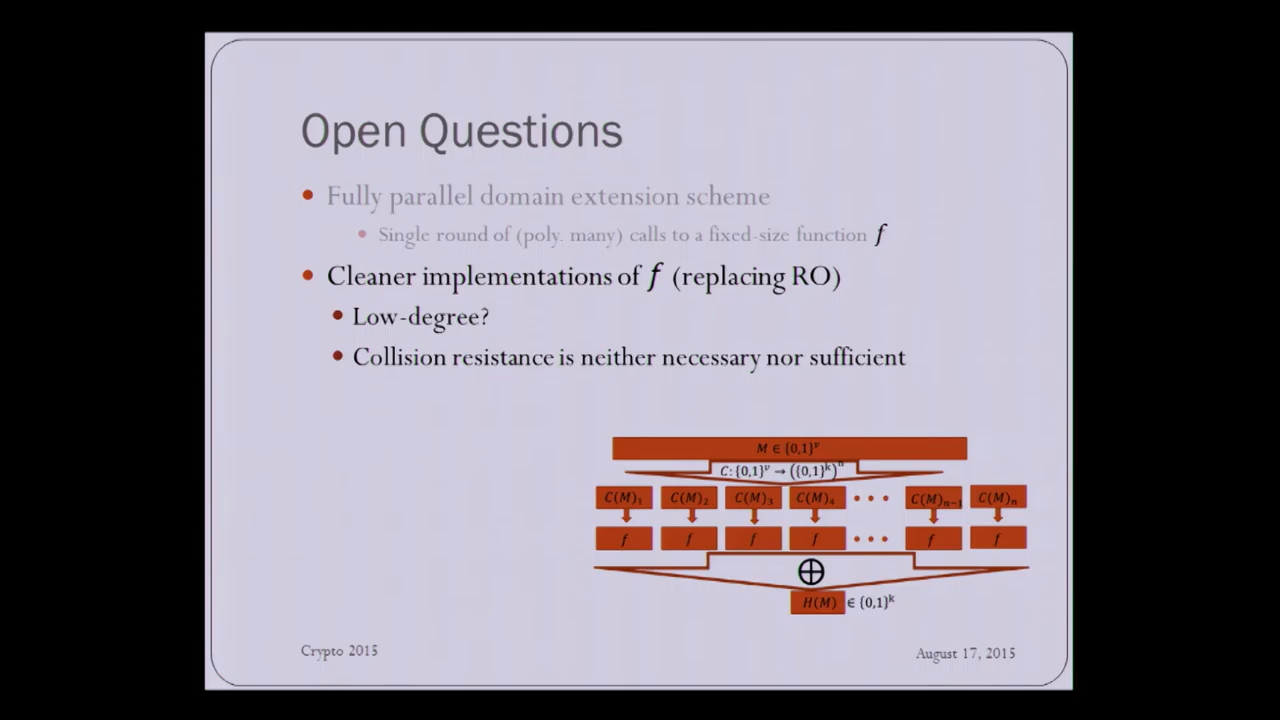 Open Questions
• Fully parallel domain extension scheme
• Single round of (poly. many) calls to a fixed-size function f
• Cleaner implementations of f (replacing RO)
• Low-degree?
• Collision resistance is neither necessary nor sufficient
M ∈ {0,1}ᵛ
C: {0,1}ᵛ → ({0,1}ᵏ)ⁿ
C(M)₁ C(M)₂ C(M)₃ C(M)₄ • • • C(M)ₙ₋₁ C(M)ₙ
f f f f • • • f f
⊕
H(M) ∈ {0,1}ᵏ
Crypto 2015
August 17, 2015